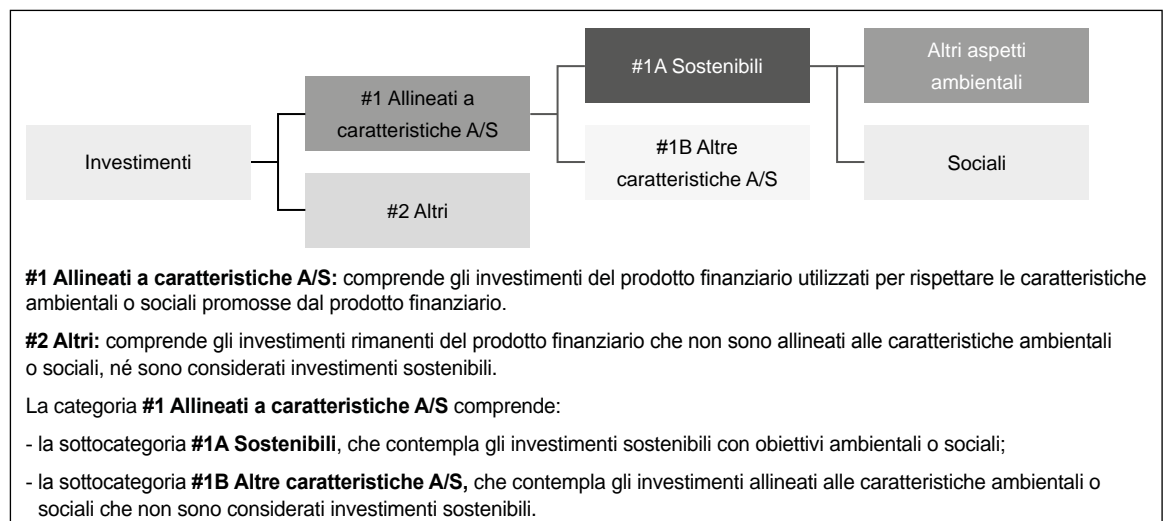 #1A Sostenibili
Altri aspetti
ambientali
#1 Allineati a
caratteristiche A/S
Investimenti
#1B Altre
caratteristiche A/S
Sociali
#2 Altri
#1 Allineati a caratteristiche A/S: comprende gli investimenti del prodotto finanziario utilizzati per rispettare le caratteristiche
ambientali o sociali promosse dal prodotto finanziario.
#2 Altri: comprende gli investimenti rimanenti del prodotto finanziario che non sono allineati alle caratteristiche ambientali
o sociali, né sono considerati investimenti sostenibili.
La categoria #1 Allineati a caratteristiche A/S comprende:
- la sottocategoria #1A Sostenibili, che contempla gli investimenti sostenibili con obiettivi ambientali o sociali;
- la sottocategoria #1B Altre caratteristiche A/S, che contempla gli investimenti allineati alle caratteristiche ambientali o
sociali che non sono considerati investimenti sostenibili.